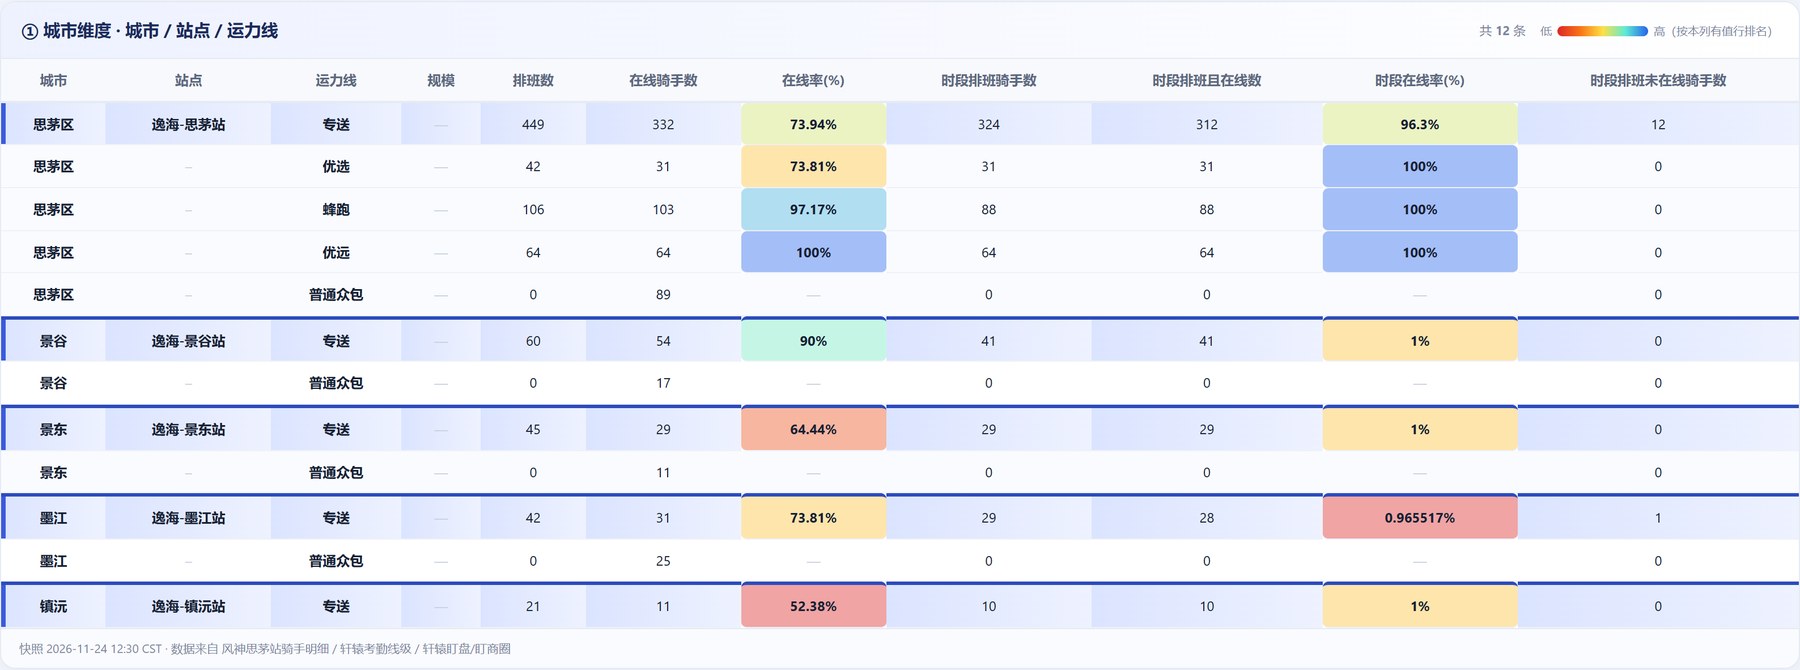 ① 城市维度 · 城市 / 站点 / 运力线
共 12 条 低 高 (按本列有值行排名)
城市 站点 运力线 规模 排班数 在线骑手数 在线率(%) 时段排班骑手数 时段排班且在线数 时段在线率(%) 时段排班未在线骑手数
思茅区 逸海-思茅站 专送 — 449 332 73.94% 324 312 96.3% 12
思茅区 – 优选 — 42 31 73.81% 31 31 100% 0
思茅区 – 蜂跑 — 106 103 97.17% 88 88 100% 0
思茅区 – 优远 — 64 64 100% 64 64 100% 0
思茅区 – 普通众包 — 0 89 — 0 0 — 0
景谷 逸海-景谷站 专送 — 60 54 90% 41 41 1% 0
景谷 – 普通众包 — 0 17 — 0 0 — 0
景东 逸海-景东站 专送 — 45 29 64.44% 29 29 1% 0
景东 – 普通众包 — 0 11 — 0 0 — 0
墨江 逸海-墨江站 专送 — 42 31 73.81% 29 28 0.965517% 1
墨江 – 普通众包 — 0 25 — 0 0 — 0
镇沅 逸海-镇沅站 专送 — 21 11 52.38% 10 10 1% 0
快照 2026-11-24 12:30 CST · 数据来自 风神思茅站骑手明细 / 轩辕考勤线级 / 轩辕盯盘/盯商圈